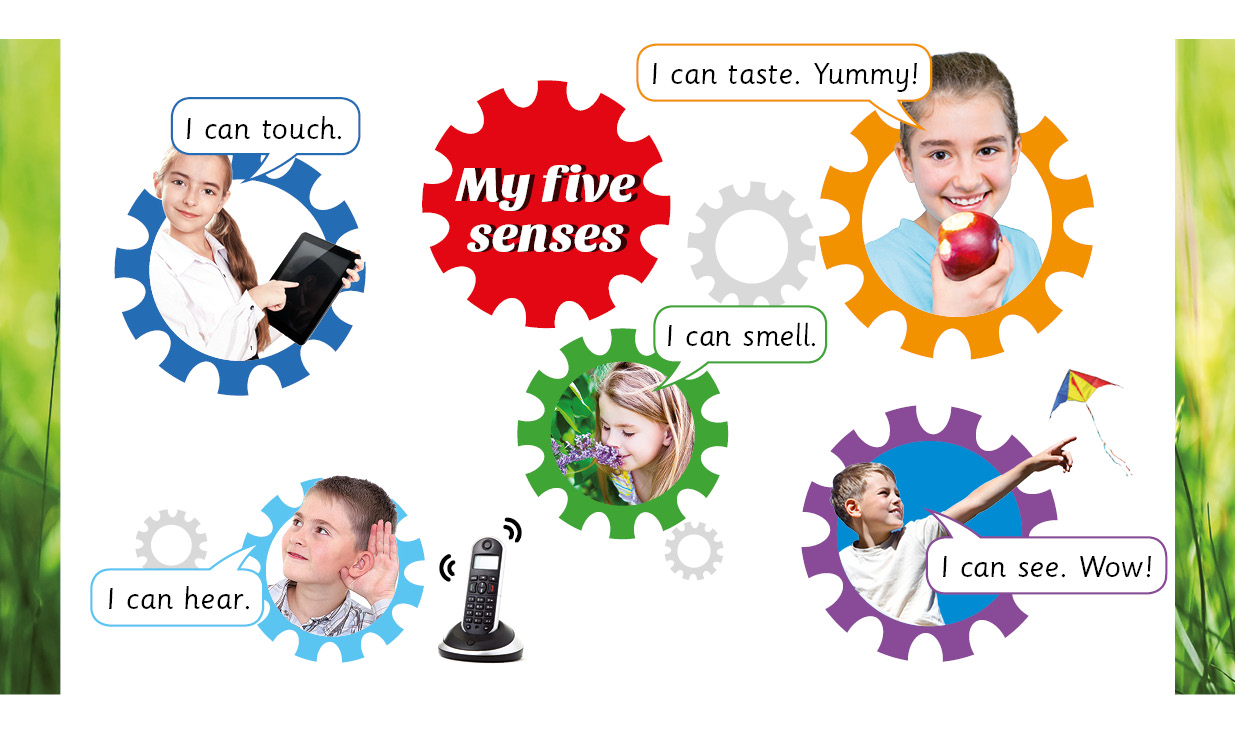 I can taste. Yummy!
I can touch.
My five
senses
I can smell.
I can see. Wow!
I can hear.